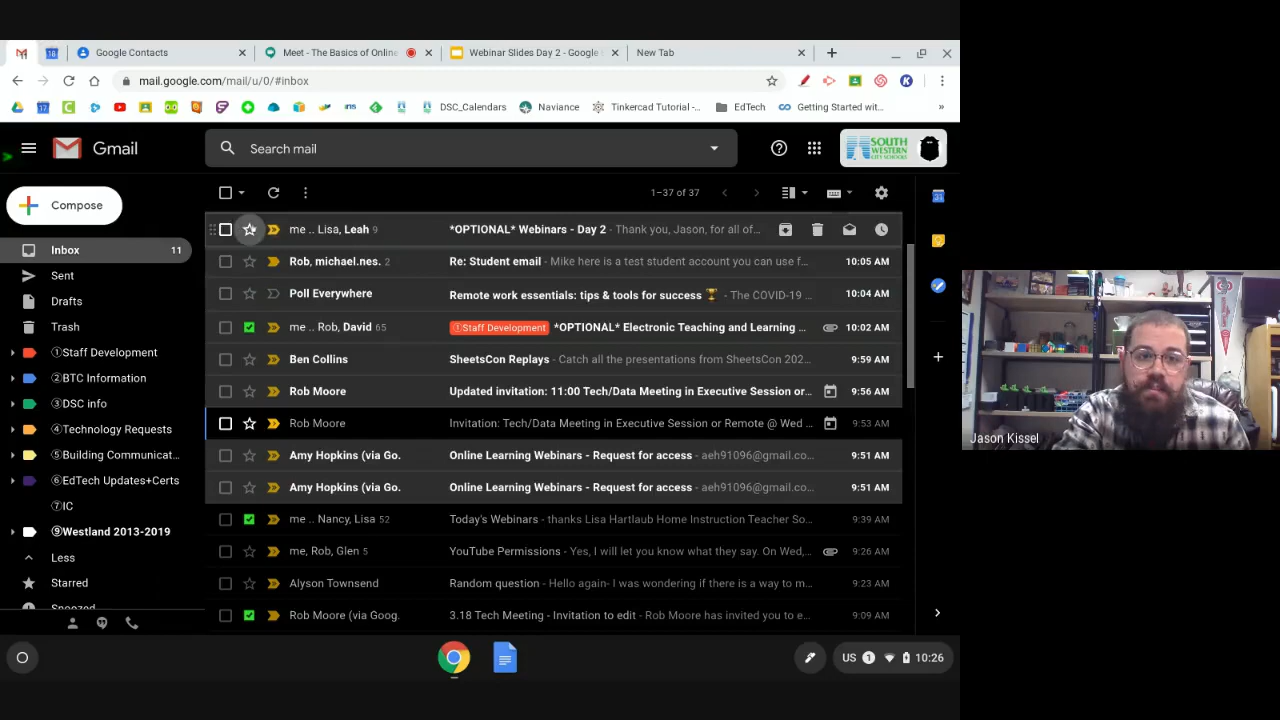 Google Contacts
Meet - The Basics of Online
Webinar Slides Day 2 - Google
New Tab
mail.google.com/mail/u/0/#inbox
DSC_Calendars
Naviance
Tinkercad Tutorial -...
EdTech
Getting Started wit...
»
Gmail
Search mail
SOUTH
WESTERN
CITY SCHOOLS
Compose
1–37 of 37
Inbox 11
Sent
Drafts
Trash
①Staff Development
②BTC Information
③DSC info
④Technology Requests
⑤Building Communicat...
⑥EdTech Updates+Certs
⑦IC
⑨Westland 2013-2019
Less
Starred
Snoozed
me .. Lisa, Leah 9 *OPTIONAL* Webinars - Day 2 - Thank you, Jason, for all of...
Rob, michael.nes. 2 Re: Student email - Mike here is a test student account you can use f... 10:05 AM
Poll Everywhere Remote work essentials: tips & tools for success 🏆 - The COVID-19 ... 10:04 AM
me .. Rob, David 65 ①Staff Development *OPTIONAL* Electronic Teaching and Learning ... 10:02 AM
Ben Collins SheetsCon Replays - Catch all the presentations from SheetsCon 202... 9:59 AM
Rob Moore Updated invitation: 11:00 Tech/Data Meeting in Executive Session or... 9:56 AM
Rob Moore Invitation: Tech/Data Meeting in Executive Session or Remote @ Wed ... 9:53 AM
Amy Hopkins (via Go. Online Learning Webinars - Request for access - aeh91096@gmail.co... 9:51 AM
Amy Hopkins (via Go. Online Learning Webinars - Request for access - aeh91096@gmail.co... 9:51 AM
me .. Nancy, Lisa 52 Today's Webinars - thanks Lisa Hartlaub Home Instruction Teacher So... 9:39 AM
me, Rob, Glen 5 YouTube Permissions - Yes, I will let you know what they say. On Wed,... 9:26 AM
Alyson Townsend Random question - Hello again- I was wondering if there is a way to m... 9:23 AM
Rob Moore (via Goog. 3.18 Tech Meeting - Invitation to edit - Rob Moore has invited you to e... 9:09 AM
Jason Kissel
US 1 10:26